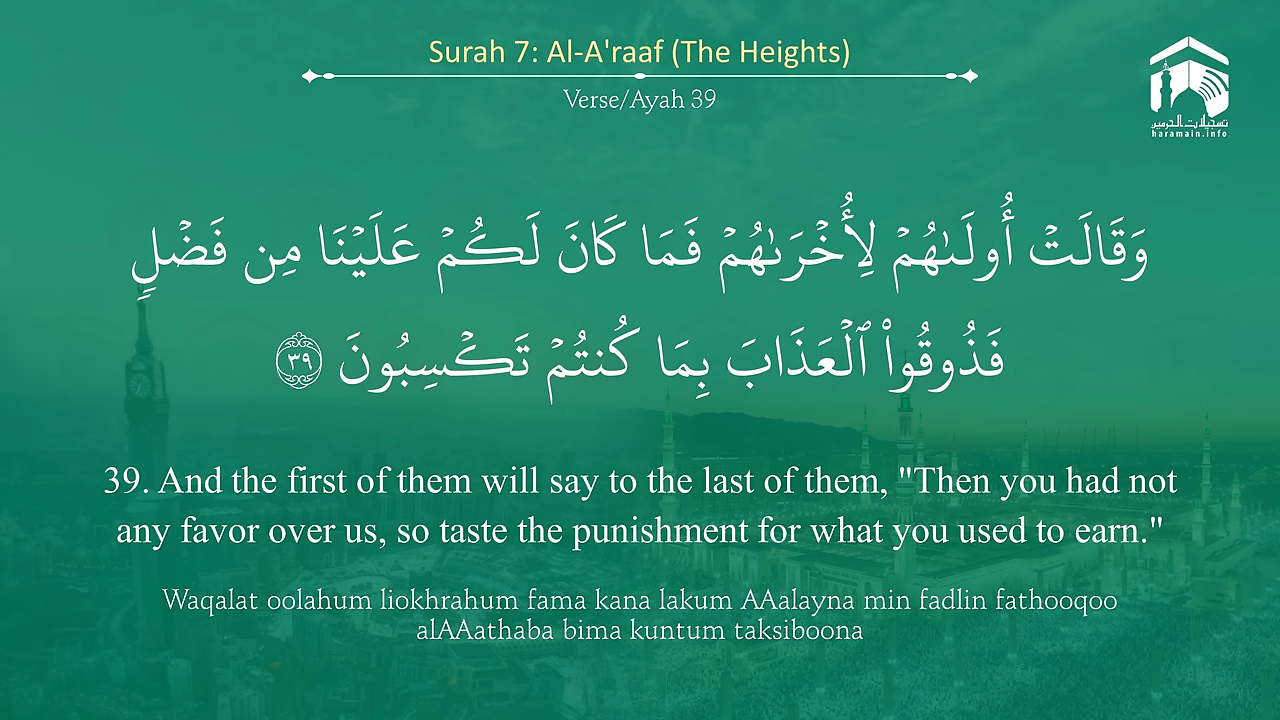 Surah 7: Al-A'raaf (The Heights)
Verse/Ayah 39
تسجيلات الحرمين
haramain.info
وَقَالَتۡ أُولَىٰهُمۡ لِأُخۡرَىٰهُمۡ فَمَا كَانَ لَكُمۡ عَلَيۡنَا مِن فَضۡلٖ
فَذُوقُواْ ٱلۡعَذَابَ بِمَا كُنتُمۡ تَكۡسِبُونَ ٣٩
39. And the first of them will say to the last of them, "Then you had not
any favor over us, so taste the punishment for what you used to earn."
Waqalat oolahum liokhrahum fama kana lakum AAalayna min fadlin fathooqoo
alAAathaba bima kuntum taksiboona